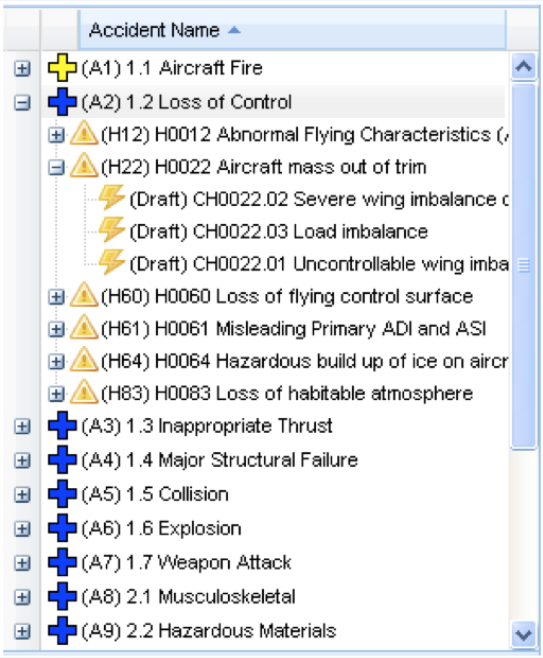 Accident Name
(A1) 1.1 Aircraft Fire
(A2) 1.2 Loss of Control
(H12) H0012 Abnormal Flying Characteristics (
(H22) H0022 Aircraft mass out of trim
(Draft) CH0022.02 Severe wing imbalance
(Draft) CH0022.03 Load imbalance
(Draft) CH0022.01 Uncontrollable wing imba
(H60) H0060 Loss of flying control surface
(H61) H0061 Misleading Primary ADI and ASI
(H64) H0064 Hazardous build up of ice on aircr
(H83) H0083 Loss of habitable atmosphere
(A3) 1.3 Inappropriate Thrust
(A4) 1.4 Major Structural Failure
(A5) 1.5 Collision
(A6) 1.6 Explosion
(A7) 1.7 Weapon Attack
(A8) 2.1 Musculoskeletal
(A9) 2.2 Hazardous Materials